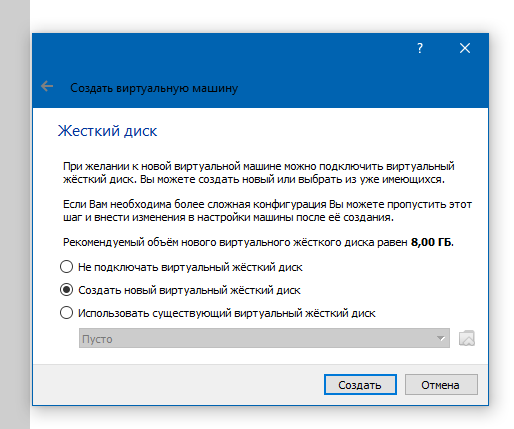 ?
Создать виртуальную машину
Жесткий диск
При желании к новой виртуальной машине можно подключить виртуальный
жёсткий диск. Вы можете создать новый или выбрать из уже имеющихся.
Если Вам необходима более сложная конфигурация Вы можете пропустить этот
шаг и внести изменения в настройки машины после её создания.
Рекомендуемый объём нового виртуального жёсткого диска равен 8,00 ГБ.
Не подключать виртуальный жёсткий диск
Создать новый виртуальный жёсткий диск
Использовать существующий виртуальный жёсткий диск
Пусто
Создать
Отмена